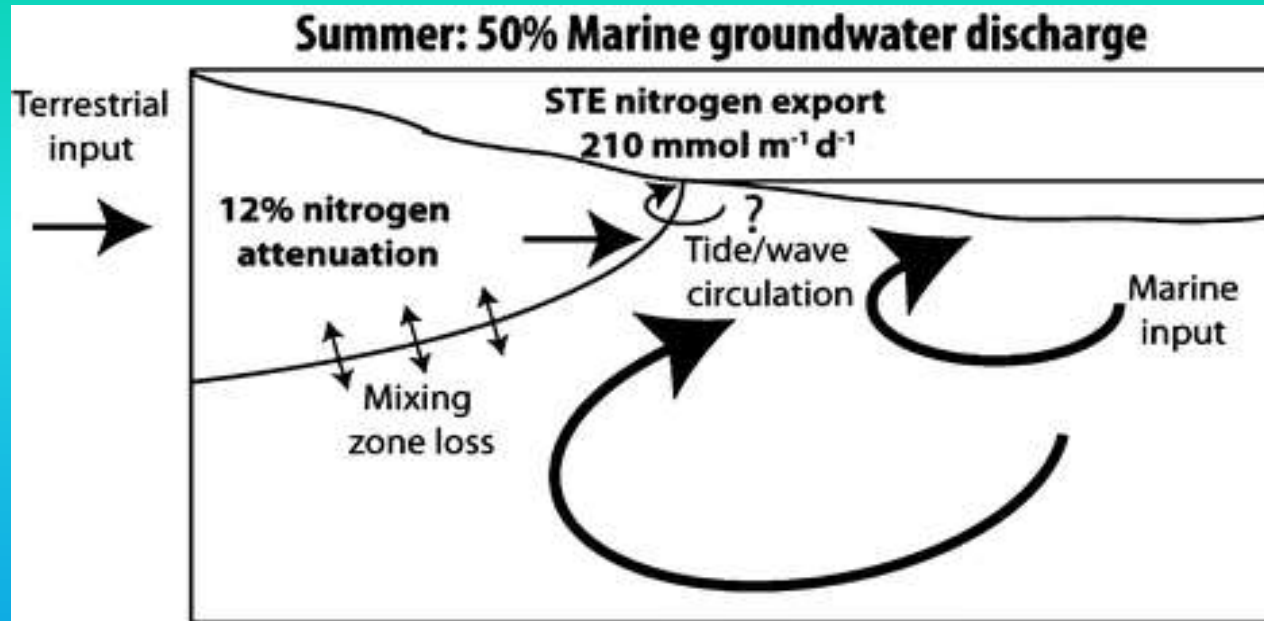 Summer: 50% Marine groundwater discharge
Terrestrial
input
STE nitrogen export
210 mmol m⁻¹ d⁻¹
12% nitrogen
attenuation
?
Tide/wave
circulation
Marine
input
Mixing
zone loss